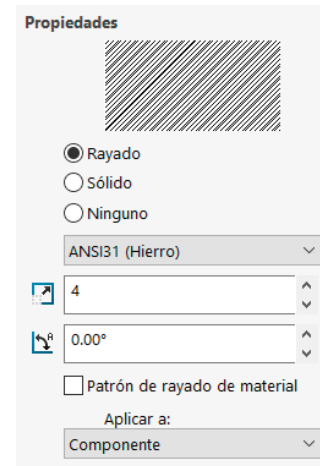 Propiedades
Rayado
Sólido
Ninguno
ANSI31 (Hierro)
4
A
0.00°
Patrón de rayado de material
Aplicar a:
Componente